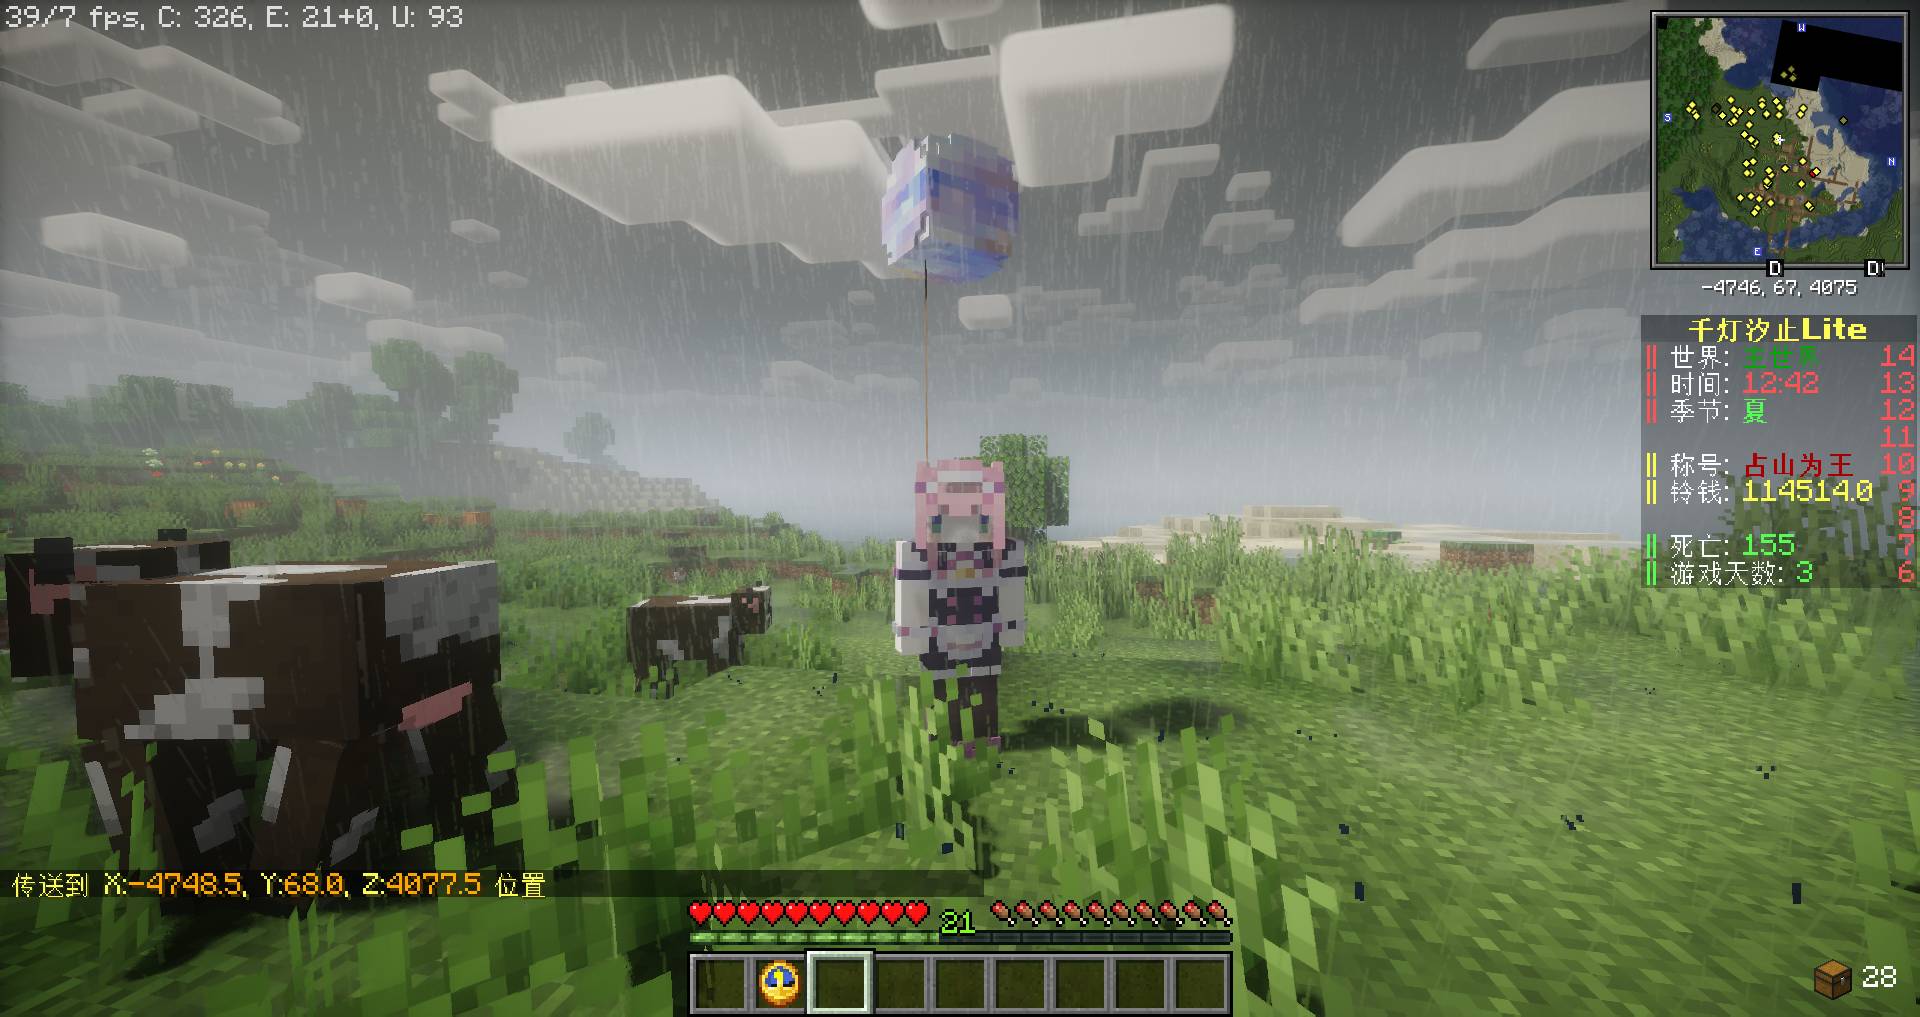 39/7 fps, C: 326, E: 21+0, U: 93
W
S
N
E
D
D
-4746, 67, 4075
千灯汐止Lite
|| 世界: 主世界 14
|| 时间: 12:42 13
|| 季节: 夏 12
11
|| 称号: 占山为王 10
|| 铃钱: 114514.0 9
8
|| 死亡: 155 7
|| 游戏天数: 3 6
传送到 X:-4748.5, Y:68.0, Z:4077.5 位置
21
28